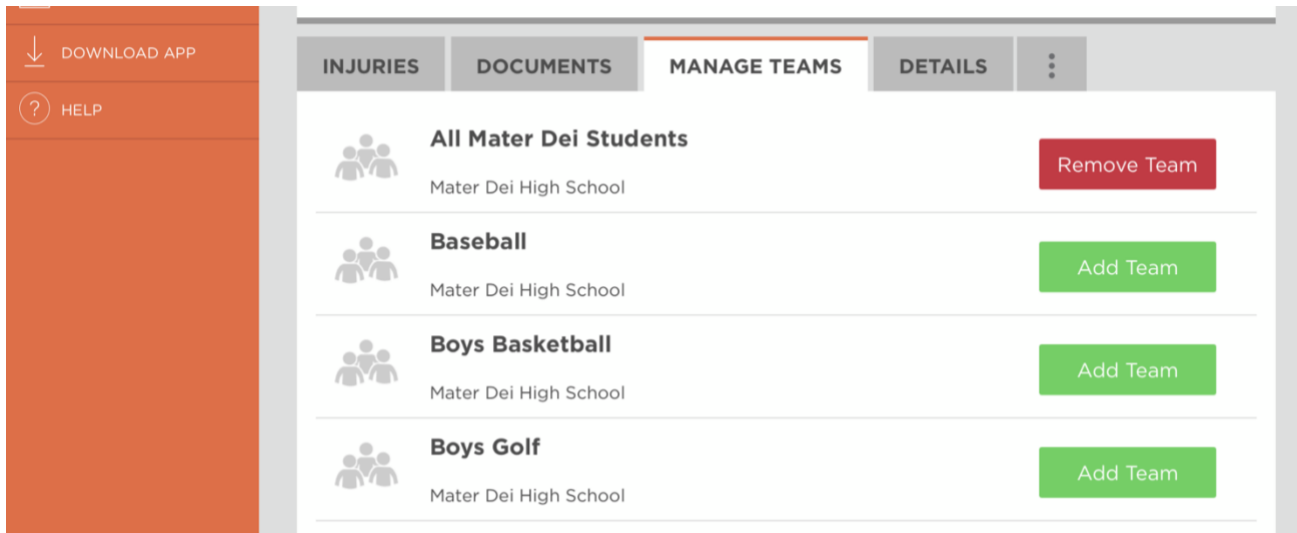 DOWNLOAD APP
? HELP
INJURIES DOCUMENTS MANAGE TEAMS DETAILS
All Mater Dei Students
Mater Dei High School
Remove Team
Baseball
Mater Dei High School
Add Team
Boys Basketball
Mater Dei High School
Add Team
Boys Golf
Mater Dei High School
Add Team